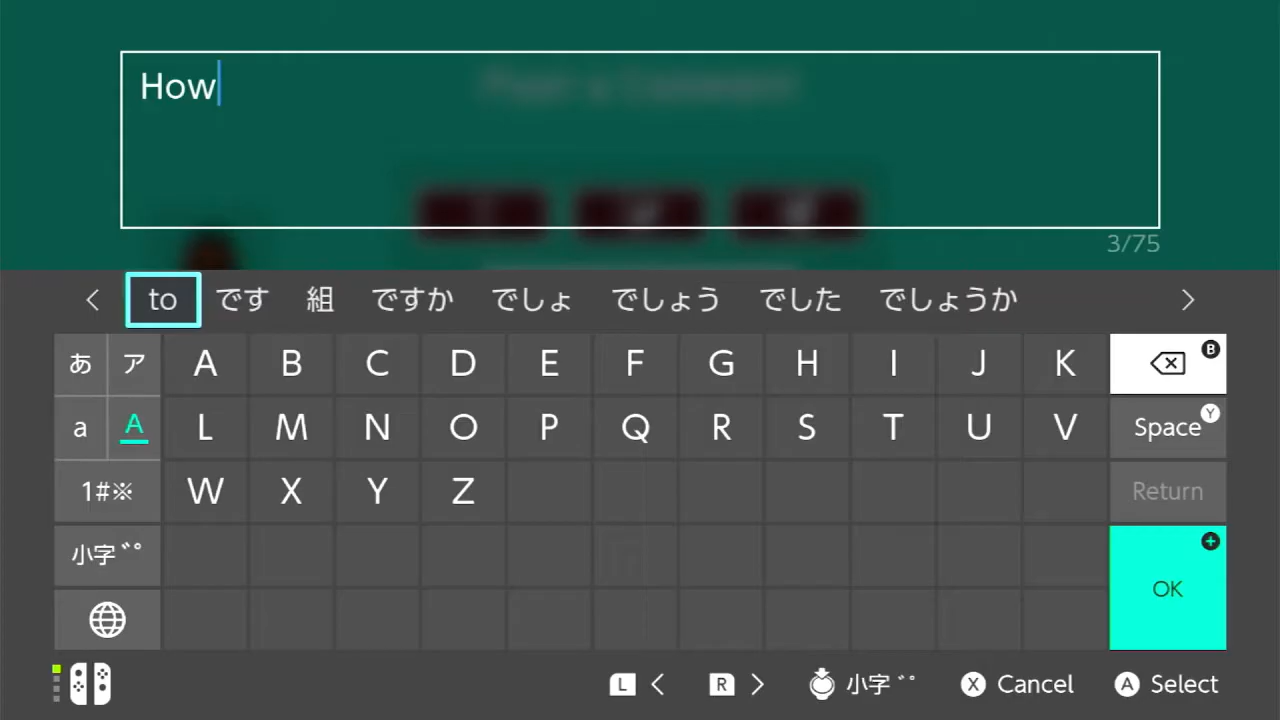 How
3/75
to です 組 ですか でしょ でしょう でした でしょうか
あ ア A B C D E F G H I J K B
a A L M N O P Q R S T U V Space Y
1#※ W X Y Z Return
小字゛゜
OK +
L R 小字゛゜ X Cancel A Select